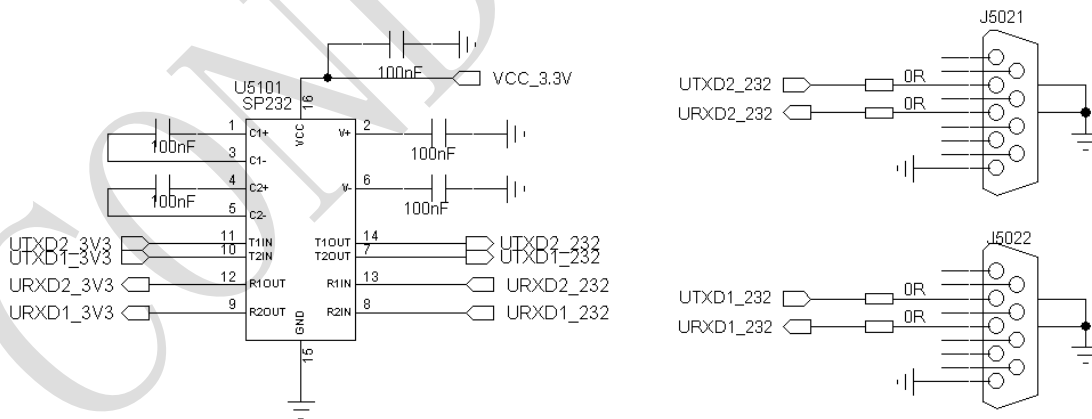 J5021
100nF
VCC_3.3V
U5101
SP232
16
VCC
UTXD2_232
0R
URXD2_232
0R
1
C1+
V+
2
100nF
100nF
3
C1-
4
C2+
V-
6
100nF
100nF
5
C2-
J5022
UTXD2_3V3
11
T1IN
T1OUT
14
UTXD2_232
UTXD1_3V3
10
T2IN
T2OUT
7
UTXD1_232
URXD2_3V3
12
R1OUT
R1IN
13
URXD2_232
UTXD1_232
0R
URXD1_3V3
9
R2OUT
R2IN
8
URXD1_232
URXD1_232
0R
GND
15
COND